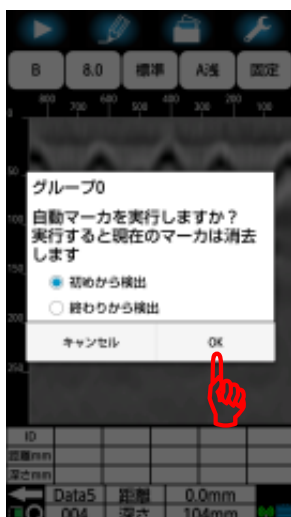 B 8.0 標準 A浅 固定
800 700 600 500 400 300 200 100
0
50
グループ0
100
自動マーカを実行しますか？
実行すると現在のマーカは消去
します
150
初めから検出
200
終わりから検出
キャンセル OK
250
ID
距離mm
深さmm
Data5 距離 0.0mm
004 深さ 104mm